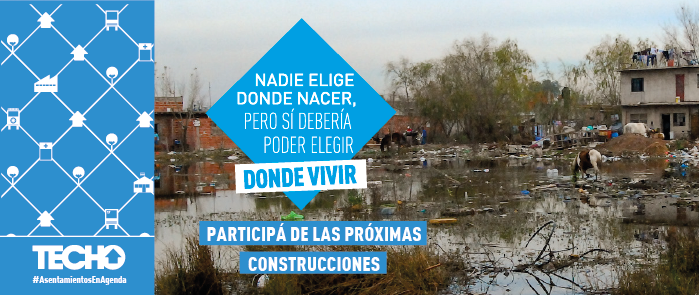 NADIE ELIGE
DONDE NACER,
PERO SÍ DEBERÍA
PODER ELEGIR
DONDE VIVIR
PARTICIPÁ DE LAS PRÓXIMAS
CONSTRUCCIONES
TECHO
#AsentamientosEnAgenda